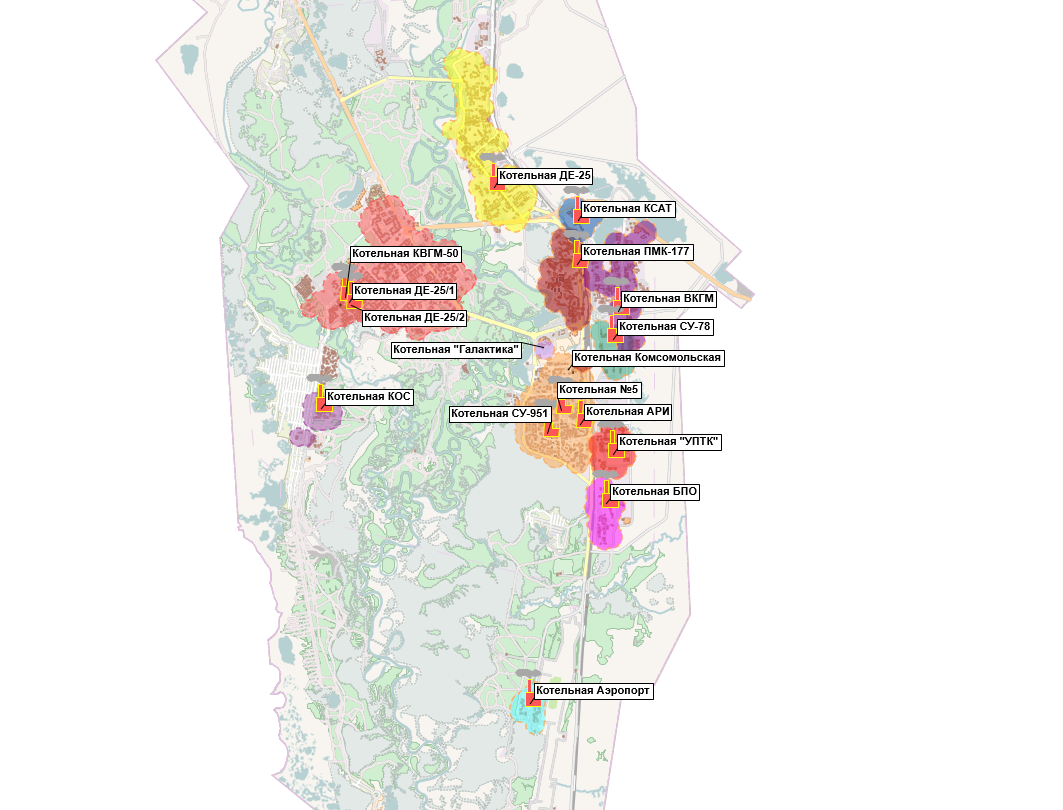 Котельная ДЕ-25
Котельная КСАТ
Котельная КВГМ-50
Котельная ПМК-177
Котельная ДЕ-25/1
Котельная ВКГМ
Котельная ДЕ-25/2
Котельная СУ-78
Котельная "Галактика"
Котельная Комсомольская
Котельная КОС
Котельная №5
Котельная СУ-951
Котельная АРИ
Котельная "УПТК"
Котельная БПО
Котельная Аэропорт